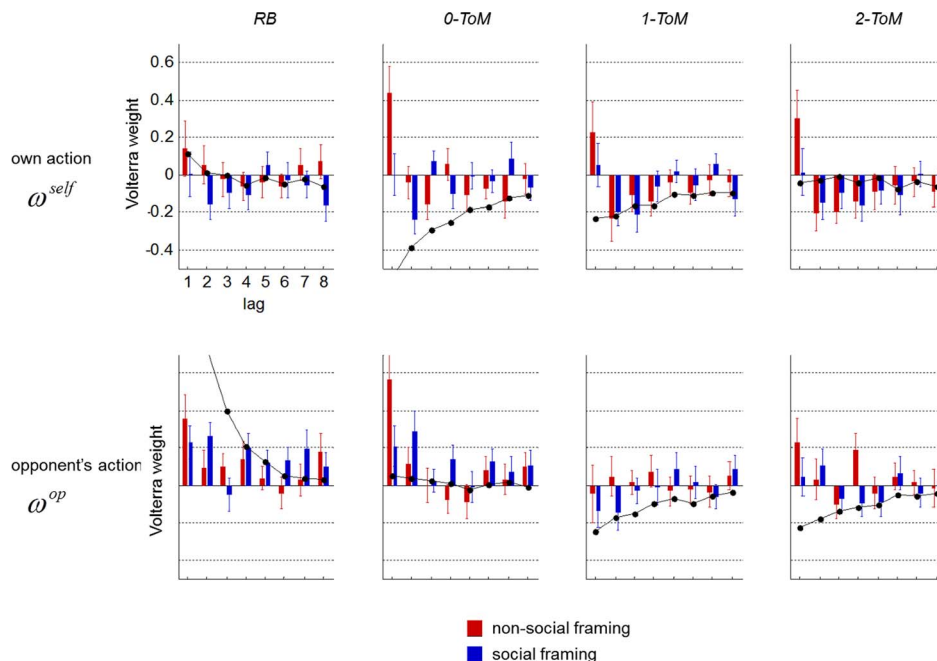 RB 0-ToM 1-ToM 2-ToM
0.6
0.4
0.2
0
-0.2
-0.4
Volterra weight
own action
ω^self
1 2 3 4 5 6 7 8
lag
Volterra weight
opponent's action
ω^op
non-social framing
social framing